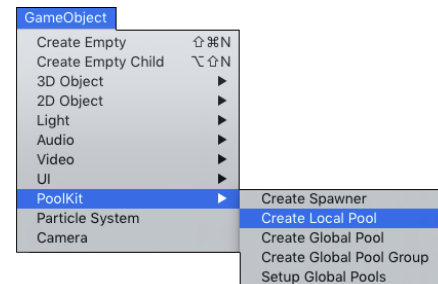 GameObject
Create Empty ⇧⌘N
Create Empty Child ⌥⇧N
3D Object ▶
2D Object ▶
Light ▶
Audio ▶
Video ▶
UI ▶
PoolKit ▶
Particle System
Camera
Create Spawner
Create Local Pool
Create Global Pool
Create Global Pool Group
Setup Global Pools